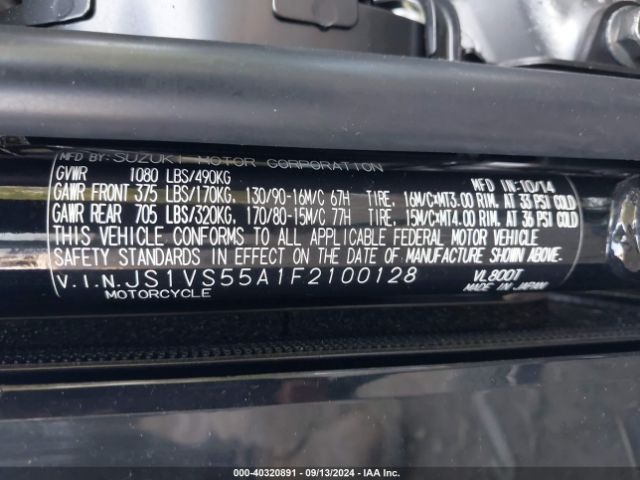 MFD BY: SUZUKI MOTOR CORPORATION
GVWR 1080 LBS/490KG MFD IN:10/14
GAWR FRONT 375 LBS/170KG, 130/90-16M/C 67H TIRE, 16M/C×MT3.00 RIM, AT 33 PSI COLD
GAWR REAR 705 LBS/320KG, 170/80-15M/C 77H TIRE, 15M/C×MT4.00 RIM, AT 36 PSI COLD
THIS VEHICLE CONFORMS TO ALL APPLICABLE FEDERAL MOTOR VEHICLE
SAFETY STANDARDS IN EFFECT ON THE DATE OF MANUFACTURE SHOWN ABOVE.
V.I.N. JS1VS55A1F2100128 VL800T
MOTORCYCLE MADE IN JAPAN
000-40320891 - 09/13/2024 - IAA Inc.